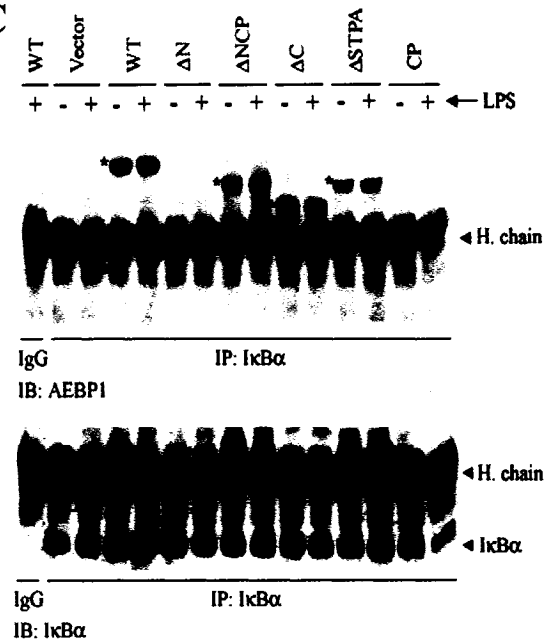 C
WT Vector WT ΔN ΔNCP ΔC ΔSTPA CP
+ - + - + - + - + - + - + - + ← LPS
* * *
◄ H. chain
IgG IP: IκBα
IB: AEBP1
◄ H. chain
◄ IκBα
IgG IP: IκBα
IB: IκBα